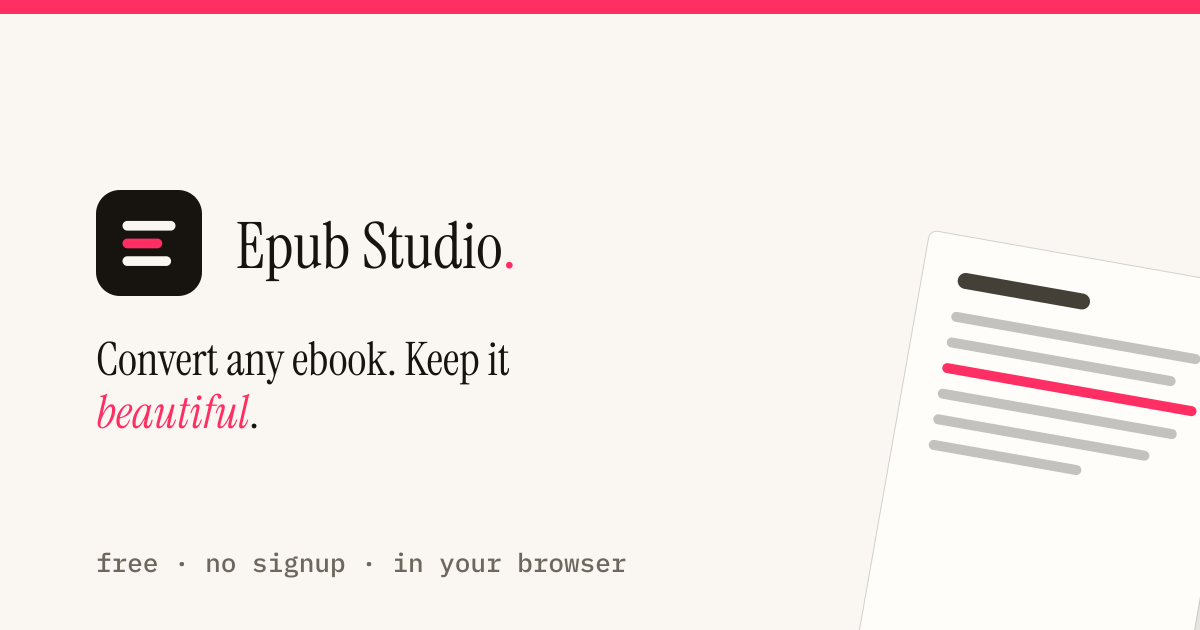 Epub Studio.
Convert any ebook. Keep it
beautiful.
free · no signup · in your browser